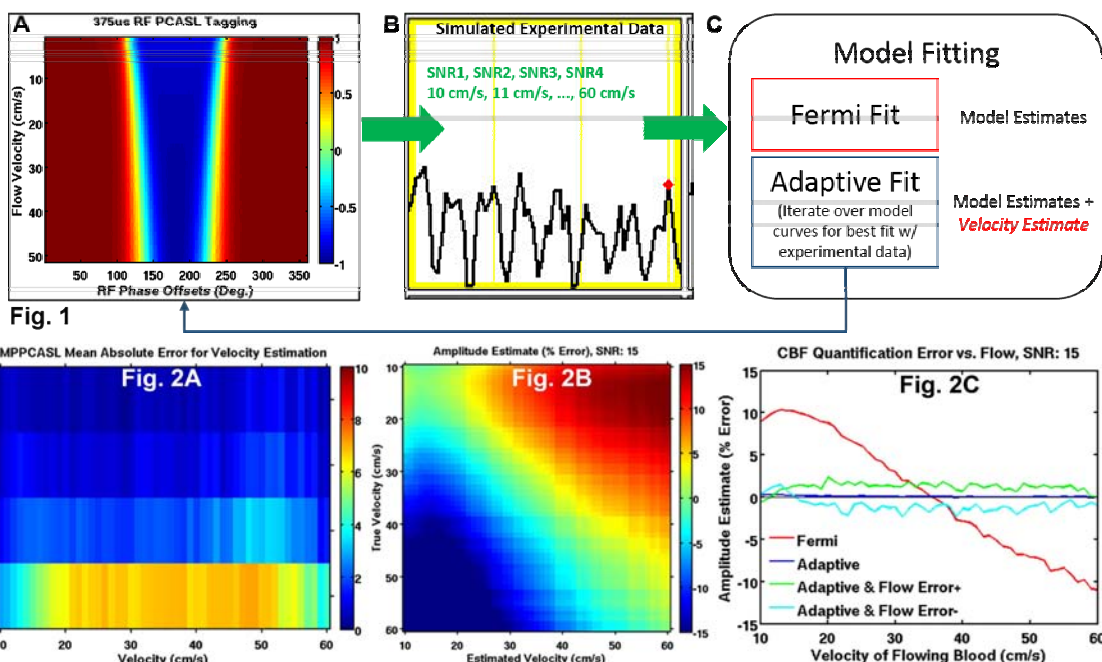 A
375us RF PCASL Tagging
Flow Velocity (cm/s)
10
20
30
40
50
50 100 150 200 250 300 350
RF Phase Offsets (Deg.)
0.5
0
-0.5
-1
Fig. 1
B
Simulated Experimental Data
SNR1, SNR2, SNR3, SNR4
10 cm/s, 11 cm/s, ..., 60 cm/s
C
Model Fitting
Fermi Fit
Model Estimates
Adaptive Fit
(Iterate over model
curves for best fit w/
experimental data)
Model Estimates +
Velocity Estimate
MPPCASL Mean Absolute Error for Velocity Estimation
Fig. 2A
10
8
6
4
2
0
20 30 40 50 60
Velocity (cm/s)
Amplitude Estimate (% Error), SNR: 15
Fig. 2B
True Velocity (cm/s)
10
20
30
40
50
60
10 20 30 40 50 60
Estimated Velocity (cm/s)
15
10
5
0
-5
-10
-15
CBF Quantification Error vs. Flow, SNR: 15
Fig. 2C
Amplitude Estimate (% Error)
15
10
5
0
-5
-10
-15
Fermi
Adaptive
Adaptive & Flow Error+
Adaptive & Flow Error-
10 20 30 40 50 60
Velocity of Flowing Blood (cm/s)